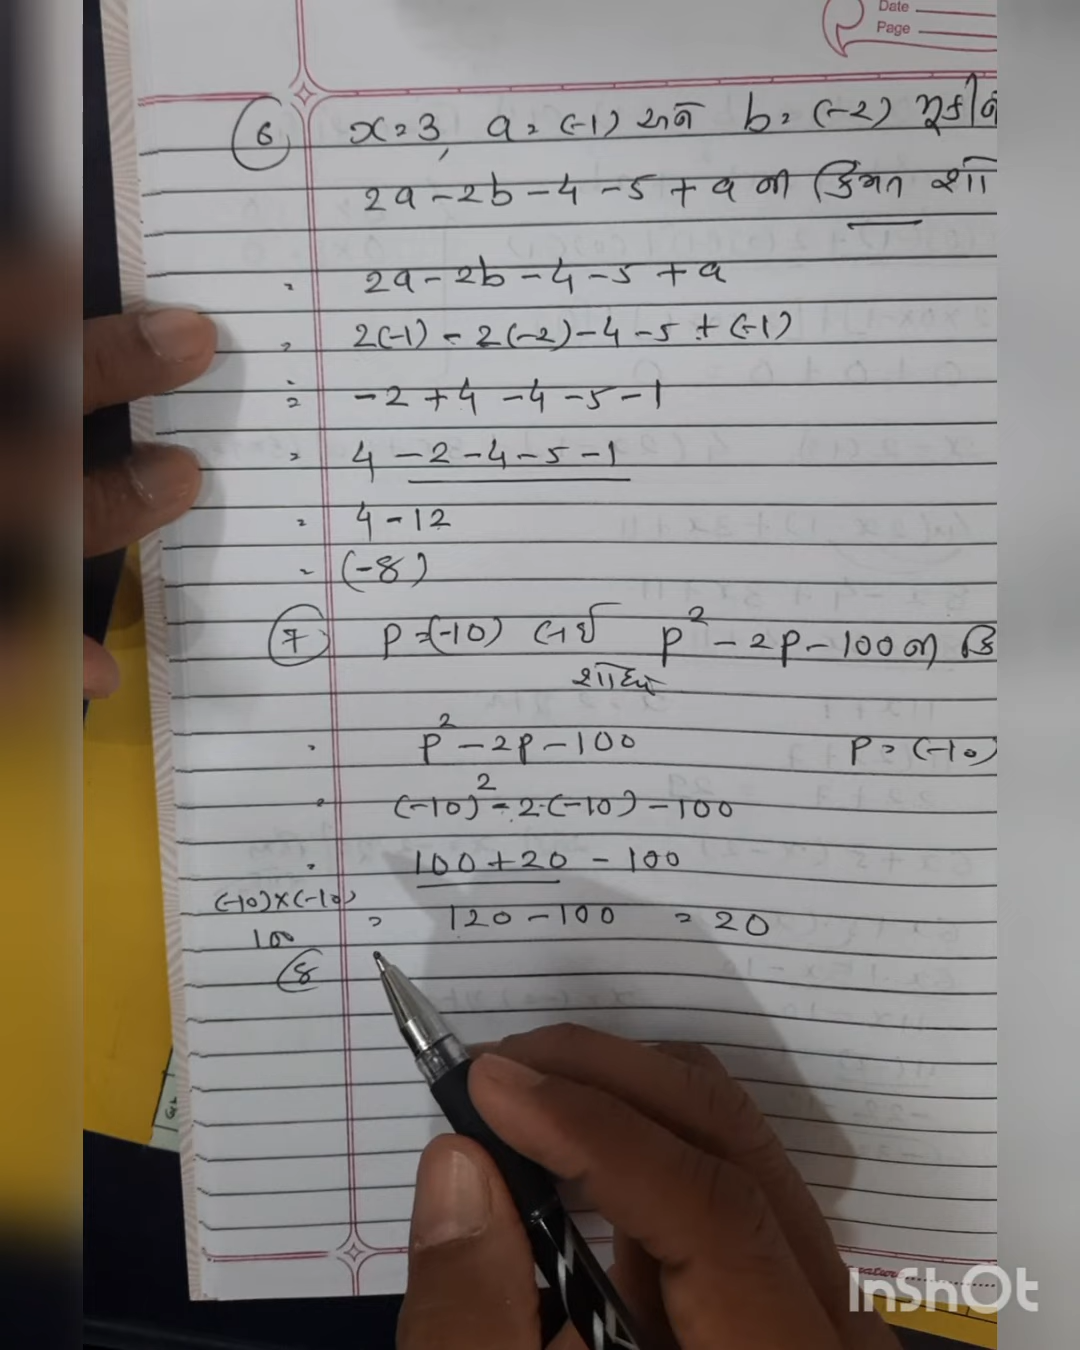 Date
Page
6 x = 3, a = (-1) અને b = (-2) મૂકીને
2a - 2b - 4 - 5 + a ની કિંમત શો
= 2a - 2b - 4 - 5 + a
= 2(-1) - 2(-2) - 4 - 5 + (-1)
= -2 + 4 - 4 - 5 - 1
= 4 - 2 - 4 - 5 - 1
= 4 - 12
= (-8)
7 P = (-10) લઈ p² - 2p - 100 ની કિ
શોધો
= p² - 2p - 100 P = (-10)
= (-10)² - 2·(-10) - 100
= 100 + 20 - 100
(-10)×(-10)
= 120 - 100 = 20
100
8
InShOt